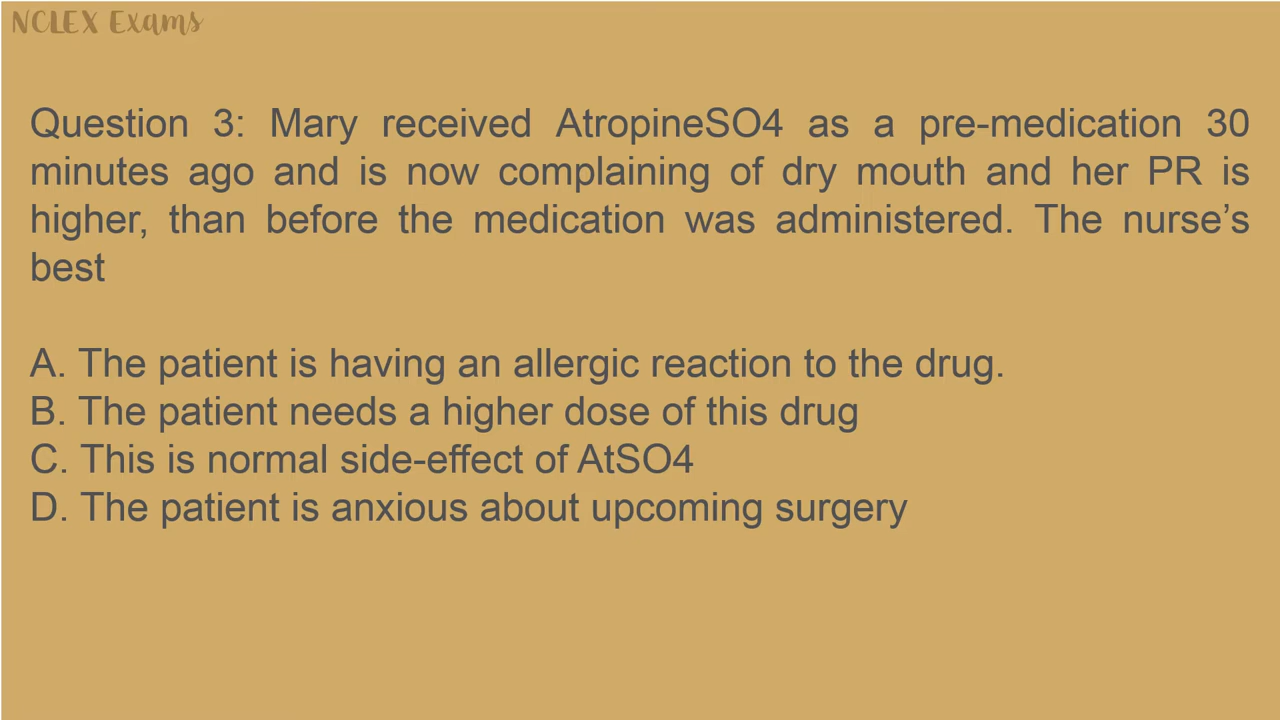 NCLEX Exams
Question 3: Mary received AtropineSO4 as a pre-medication 30
minutes ago and is now complaining of dry mouth and her PR is
higher, than before the medication was administered. The nurse’s
best
A. The patient is having an allergic reaction to the drug.
B. The patient needs a higher dose of this drug
C. This is normal side-effect of AtSO4
D. The patient is anxious about upcoming surgery